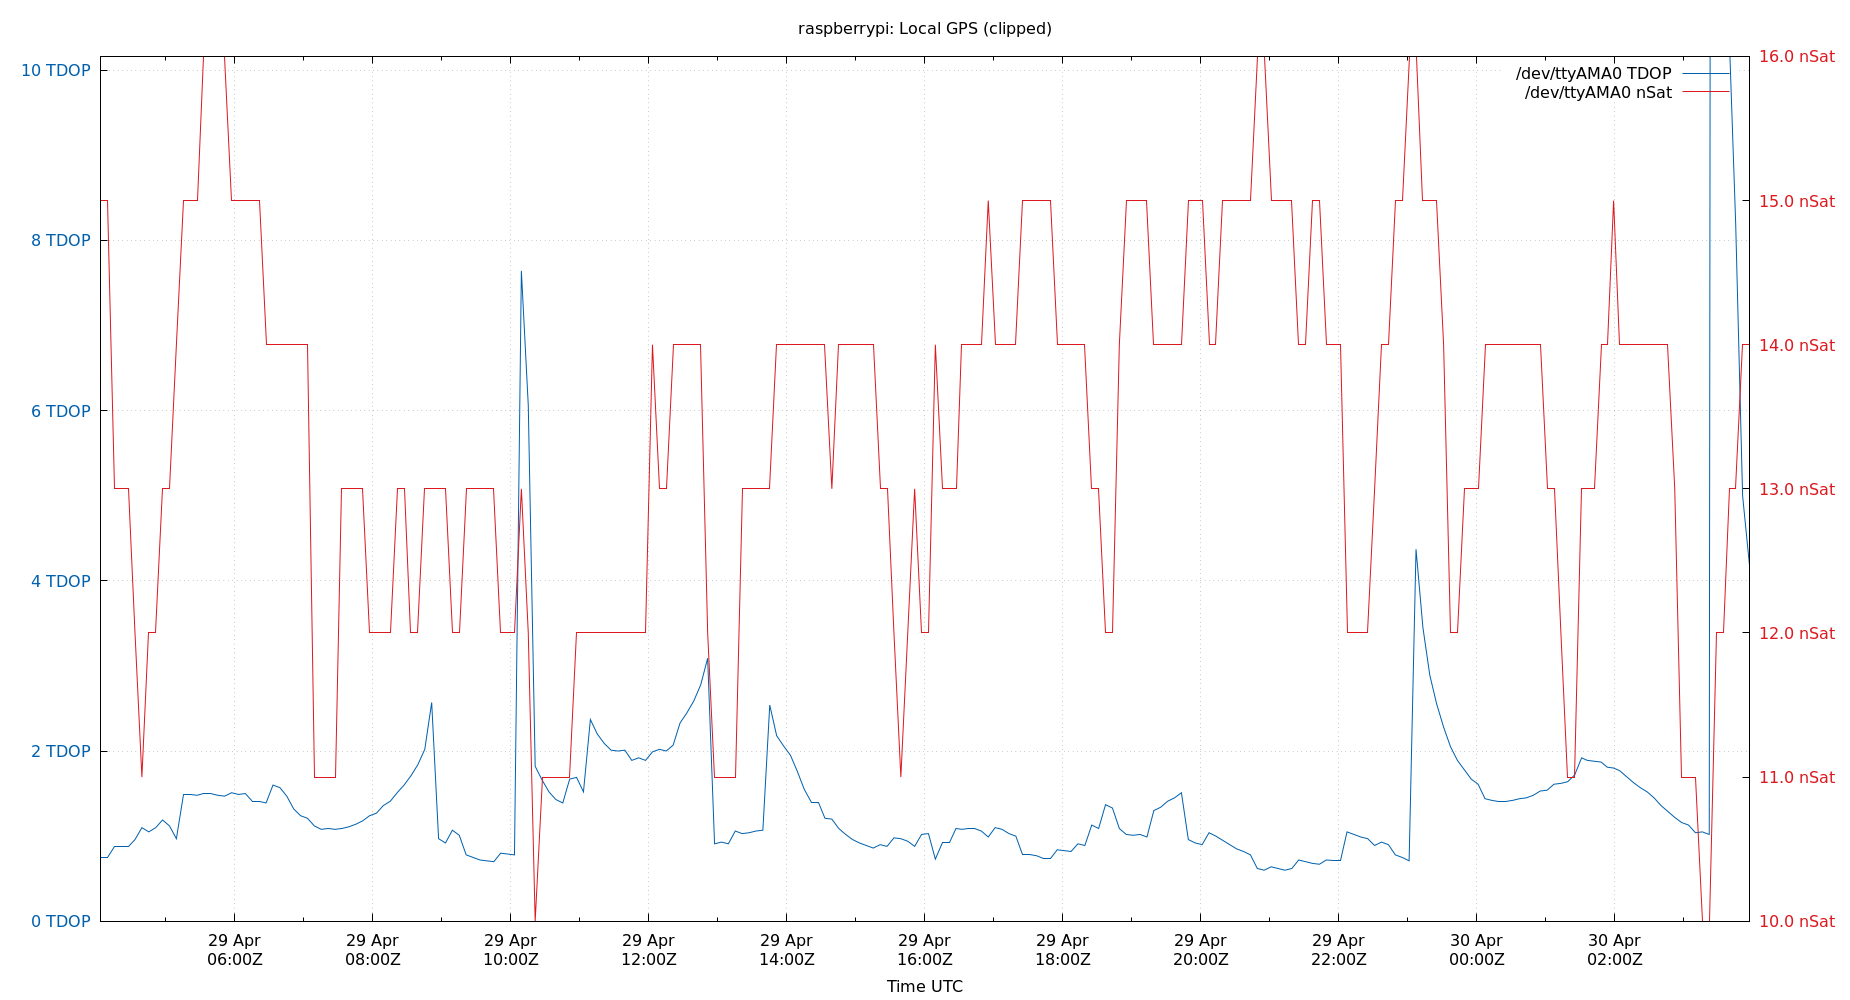 raspberrypi: Local GPS (clipped)
/dev/ttyAMA0 TDOP
/dev/ttyAMA0 nSat
10 TDOP
8 TDOP
6 TDOP
4 TDOP
2 TDOP
0 TDOP
16.0 nSat
15.0 nSat
14.0 nSat
13.0 nSat
12.0 nSat
11.0 nSat
10.0 nSat
29 Apr
06:00Z
29 Apr
08:00Z
29 Apr
10:00Z
29 Apr
12:00Z
29 Apr
14:00Z
29 Apr
16:00Z
29 Apr
18:00Z
29 Apr
20:00Z
29 Apr
22:00Z
30 Apr
00:00Z
30 Apr
02:00Z
Time UTC